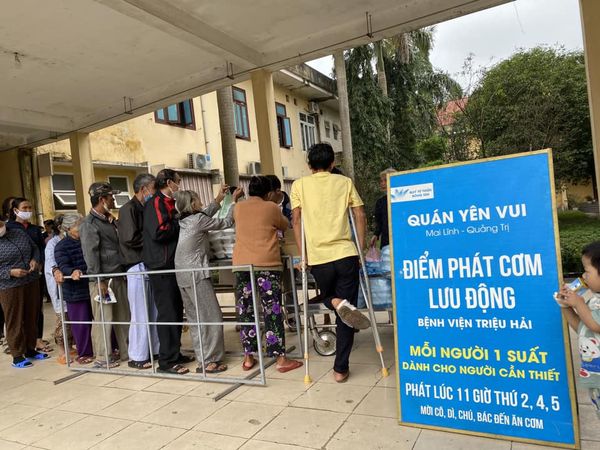 QUÁN YÊN VUI
Mai Lĩnh - Quảng Trị
ĐIỂM PHÁT CƠM
LƯU ĐỘNG
BỆNH VIỆN TRIỆU HẢI
MỖI NGƯỜI 1 SUẤT
DÀNH CHO NGƯỜI CẦN THIẾT
PHÁT LÚC 11 GIỜ THỨ 2, 4, 5
MỜI CÔ, DÌ, CHÚ, BÁC ĐẾN ĂN CƠM